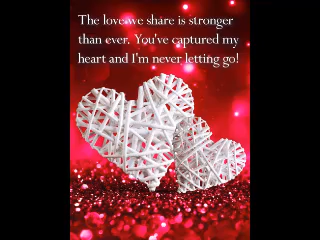 The love we share is stronger
than ever. You've captured my
heart and I'm never letting go!